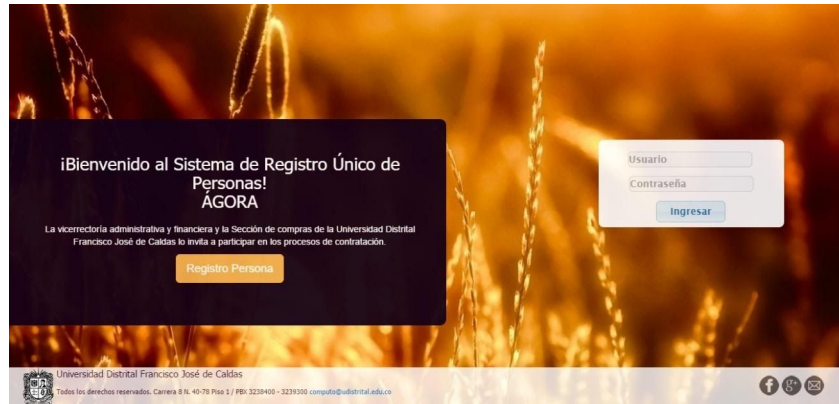 ¡Bienvenido al Sistema de Registro Único de
Personas!
ÁGORA
La vicerrectoría administrativa y financiera y la Sección de compras de la Universidad Distrital
Francisco José de Caldas lo invita a participar en los procesos de contratación.
Registro Persona
Usuario
Contraseña
Ingresar
Universidad Distrital Francisco José de Caldas
Todos los derechos reservados. Carrera 8 N. 40-78 Piso 1 / PBX 3238400 - 3239300 computo@udistrital.edu.co
f g+